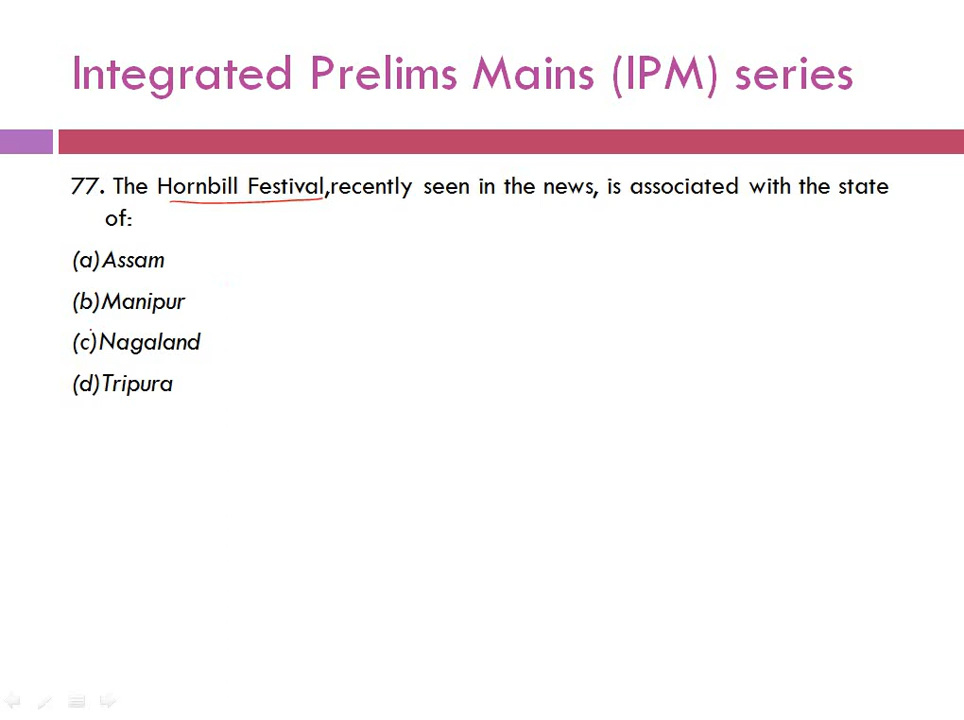 Integrated Prelims Mains (IPM) series
77. The Hornbill Festival,recently seen in the news, is associated with the state
of:
(a)Assam
(b)Manipur
(c)Nagaland
(d)Tripura